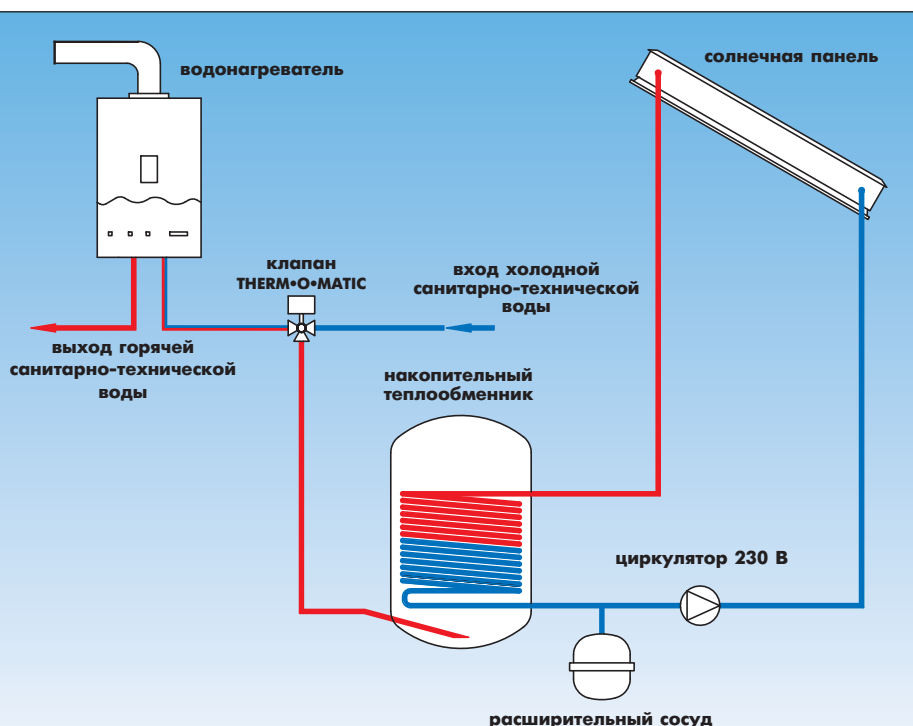 водонагреватель
солнечная панель
клапан
THERM•O•MATIC
вход холодной
санитарно-технической
воды
выход горячей
санитарно-технической
воды
накопительный
теплообменник
циркулятор 230 В
расширительный сосуд